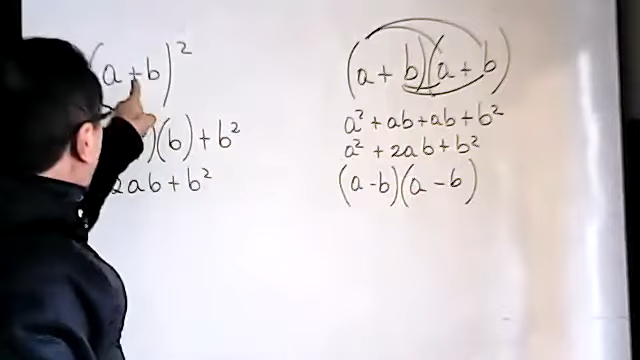 (a+b)²
)(b)+b²
2ab+b²
(a+b)(a+b)
a²+ab+ab+b²
a²+2ab+b²
(a-b)(a-b)